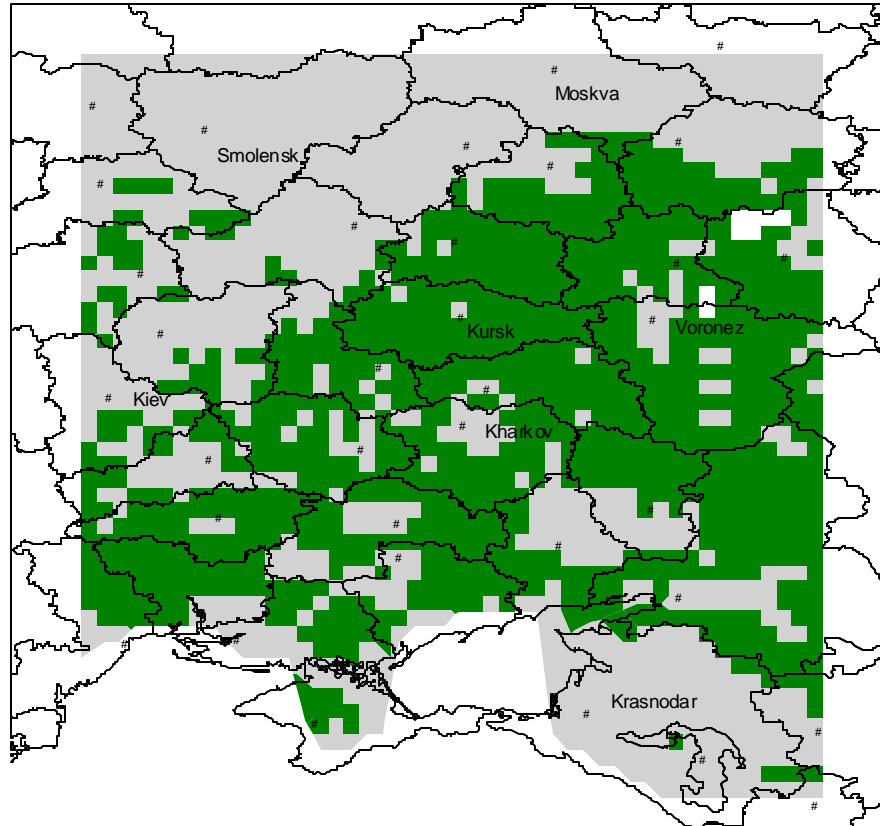 Moskva
Smolensk
Kursk
Voronez
Kiev
Kharkov
Krasnodar